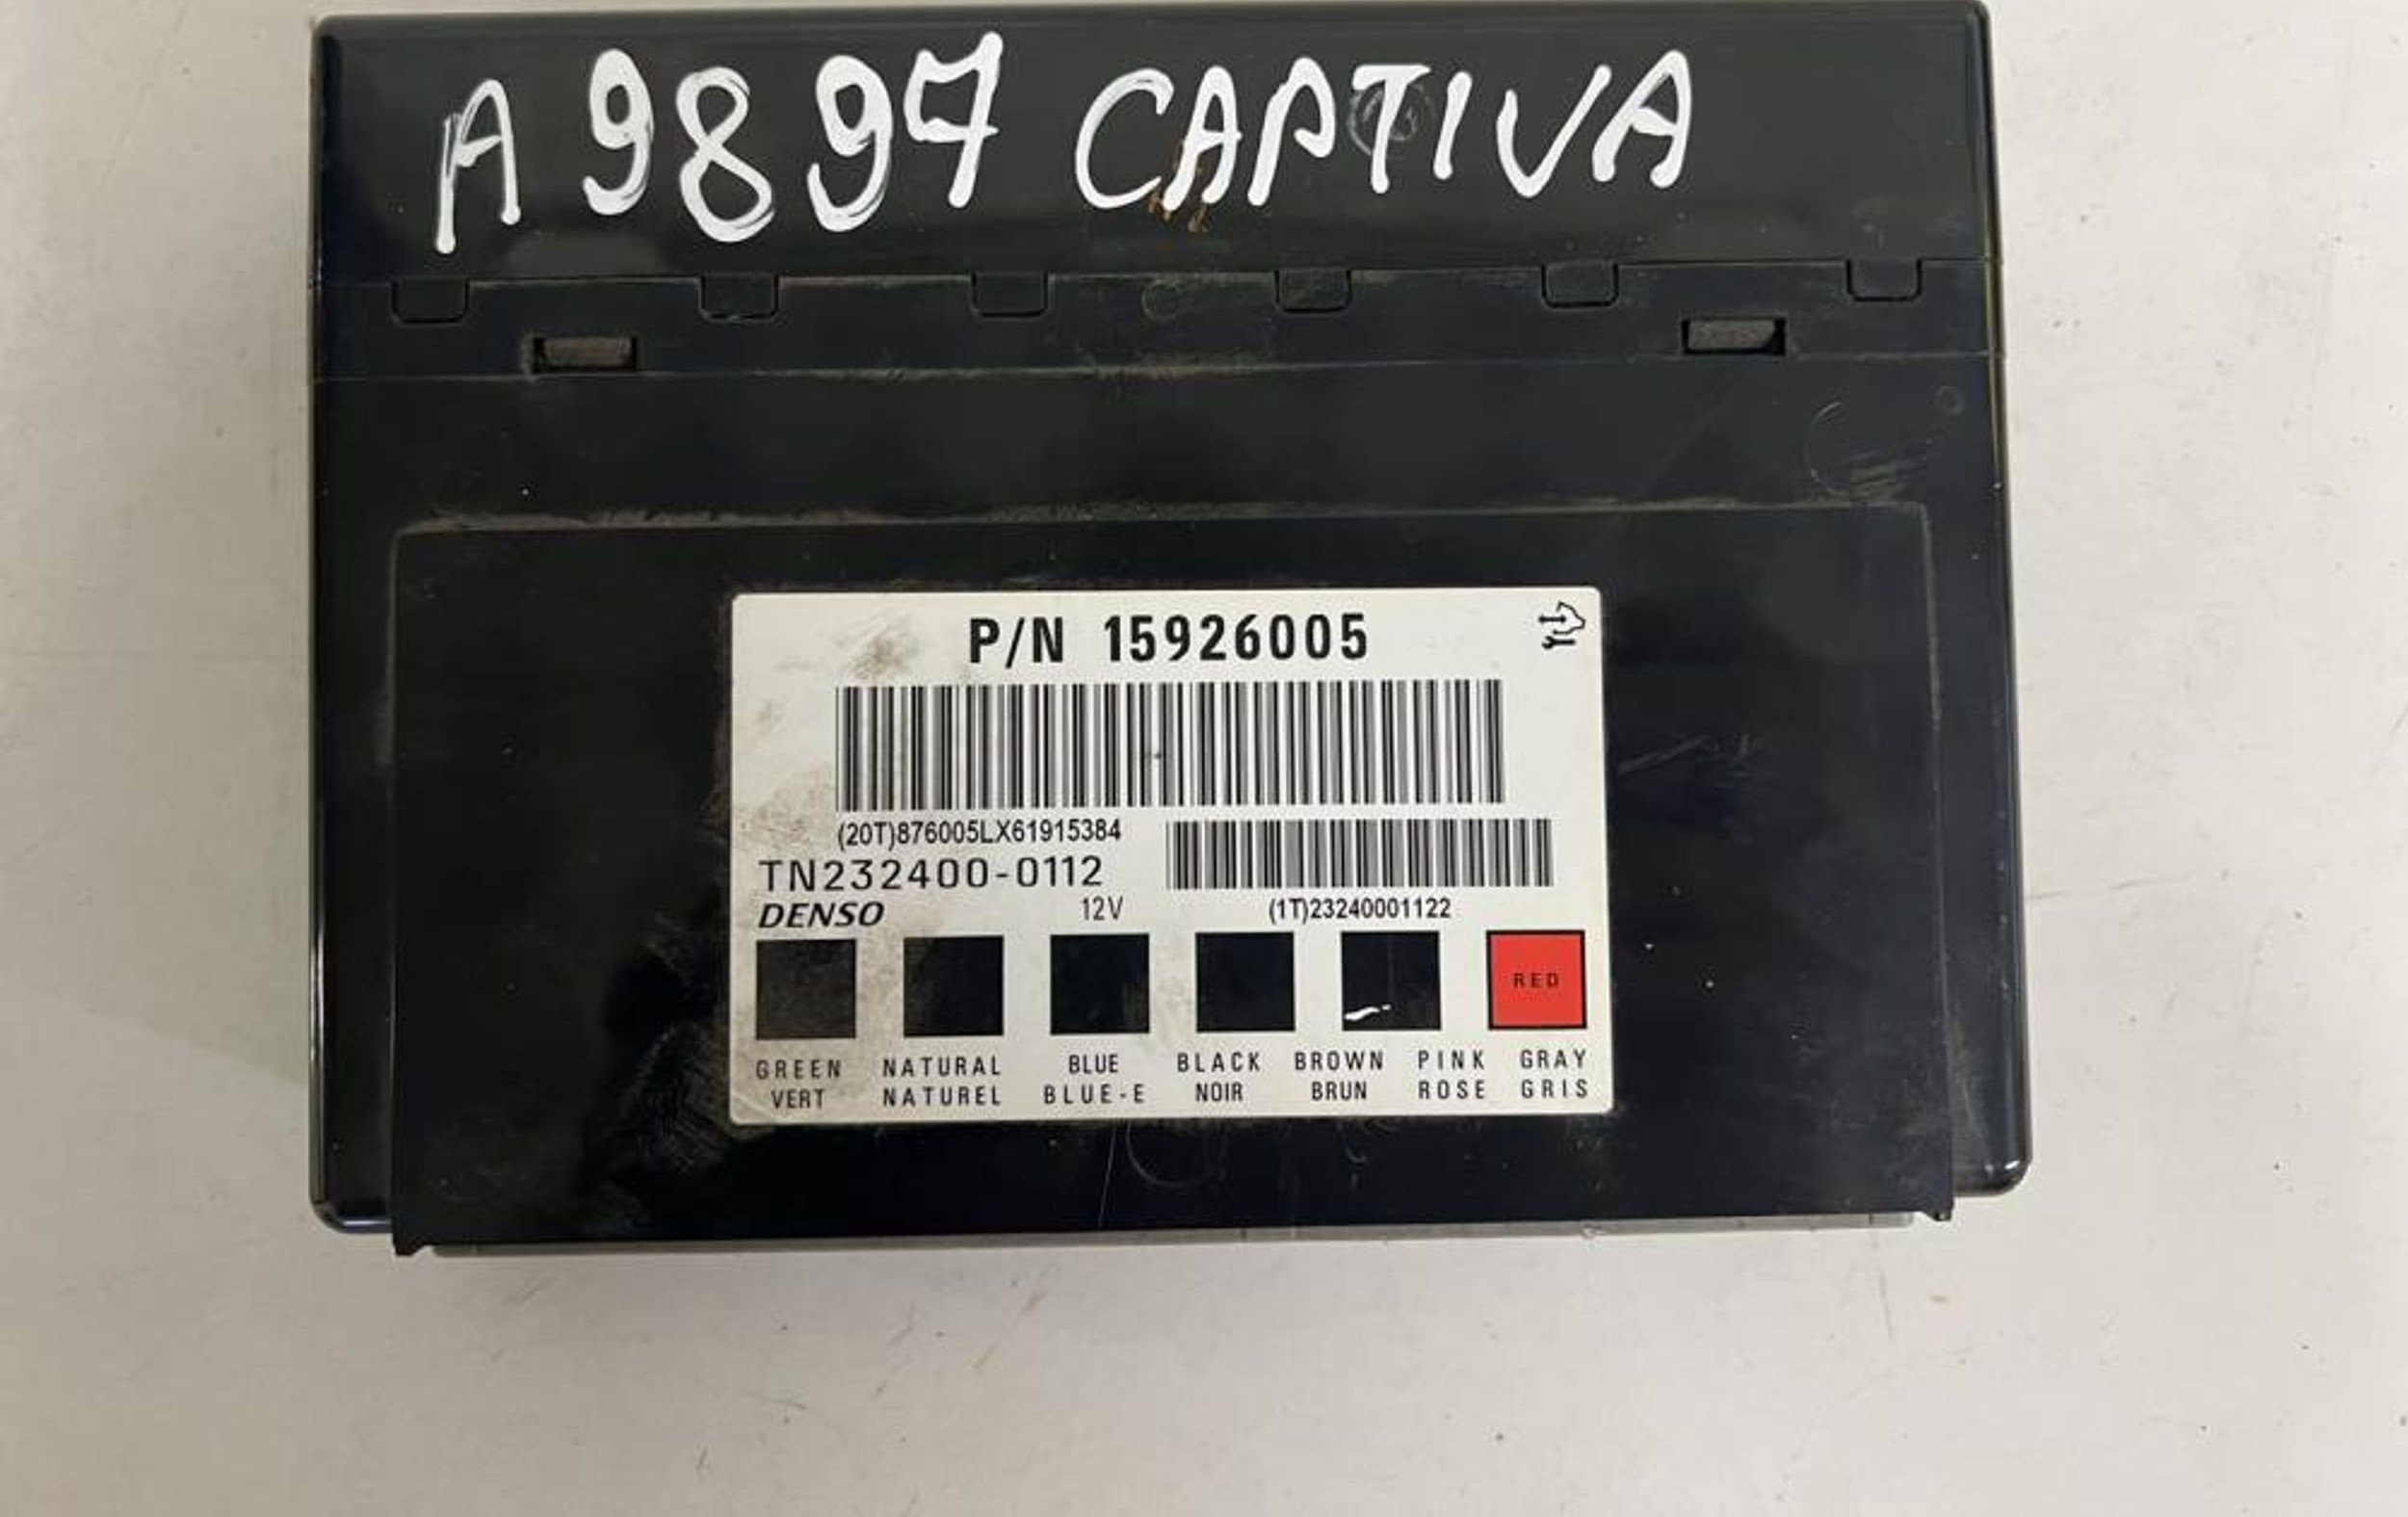 A9897 CAPTIVA
P/N 15926005
(20T)876005LX61915384
TN232400-0112
DENSO 12V (1T)23240001122
RED
GREEN NATURAL BLUE BLACK BROWN PINK GRAY
VERT NATUREL BLUE-E NOIR BRUN ROSE GRIS